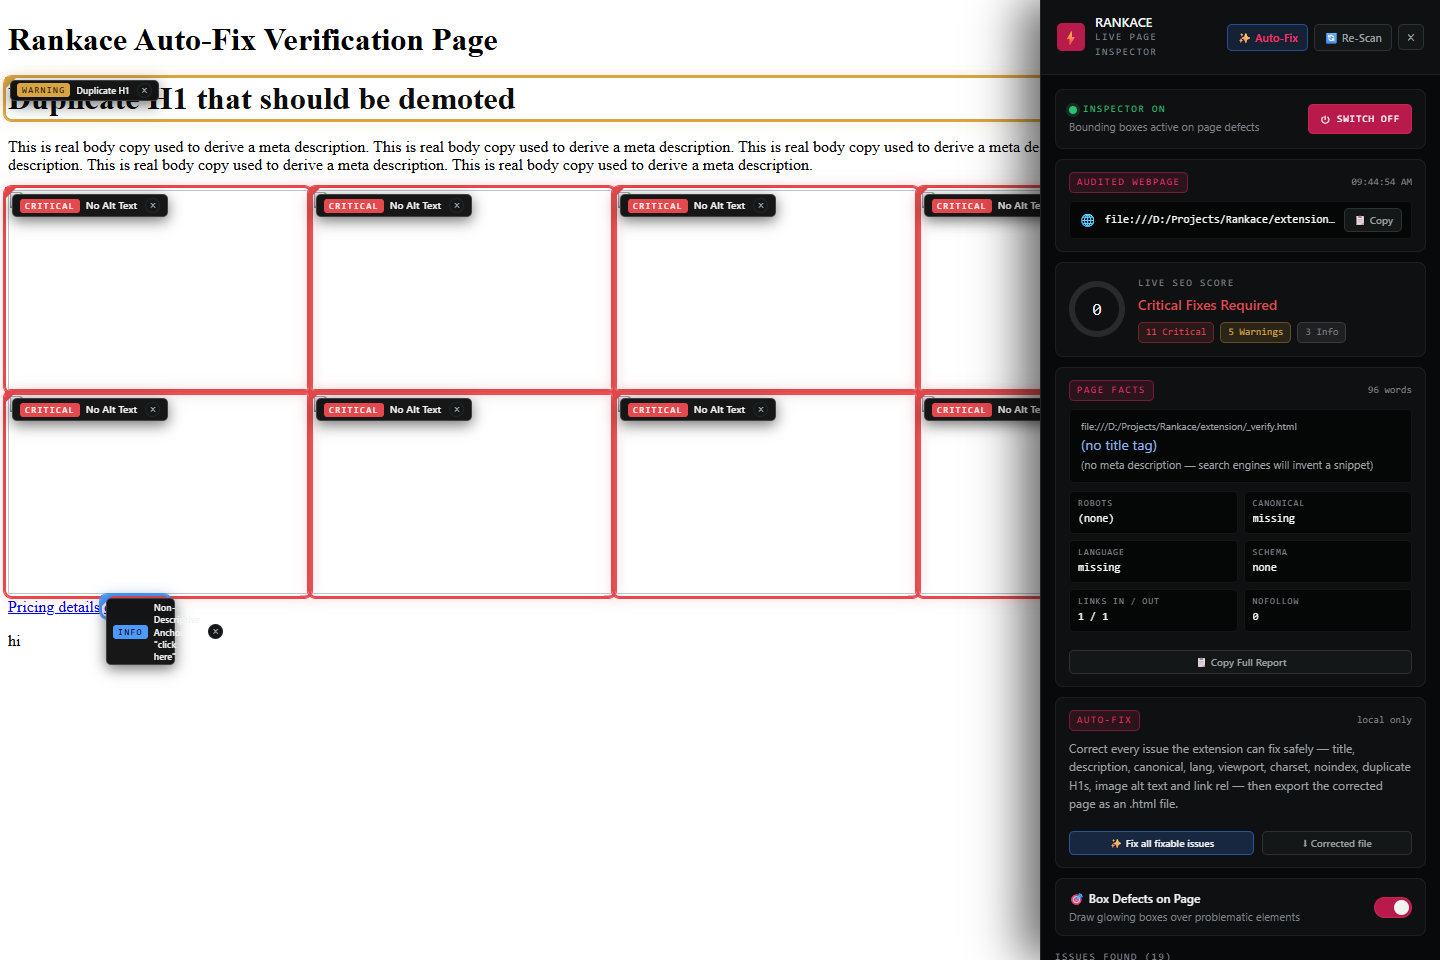 Rankace Auto-Fix Verification Page
WARNING Duplicate H1 ×
Duplicate H1 that should be demoted
This is real body copy used to derive a meta description. This is real body copy used to derive a meta description. This is real body copy used to derive a meta de
description. This is real body copy used to derive a meta description. This is real body copy used to derive a meta description.
CRITICAL No Alt Text ×
CRITICAL No Alt Text ×
CRITICAL No Alt Text ×
CRITICAL No Alt Te
CRITICAL No Alt Text ×
CRITICAL No Alt Text ×
CRITICAL No Alt Text ×
CRITICAL No Alt Te
Pricing details
INFO
Non-
Descriptive
Anchor
"click
here"
×
hi
RANKACE
LIVE PAGE
INSPECTOR
✨ Auto-Fix
Re-Scan
×
INSPECTOR ON
Bounding boxes active on page defects
SWITCH OFF
AUDITED WEBPAGE
09:44:54 AM
file:///D:/Projects/Rankace/extension…
Copy
0
LIVE SEO SCORE
Critical Fixes Required
11 Critical
5 Warnings
3 Info
PAGE FACTS
96 words
file:///D:/Projects/Rankace/extension/_verify.html
(no title tag)
(no meta description — search engines will invent a snippet)
ROBOTS
(none)
CANONICAL
missing
LANGUAGE
missing
SCHEMA
none
LINKS IN / OUT
1 / 1
NOFOLLOW
0
Copy Full Report
AUTO-FIX
local only
Correct every issue the extension can fix safely — title,
description, canonical, lang, viewport, charset, noindex, duplicate
H1s, image alt text and link rel — then export the corrected
page as an .html file.
✨ Fix all fixable issues
⬇ Corrected file
Box Defects on Page
Draw glowing boxes over problematic elements
ISSUES FOUND (19)